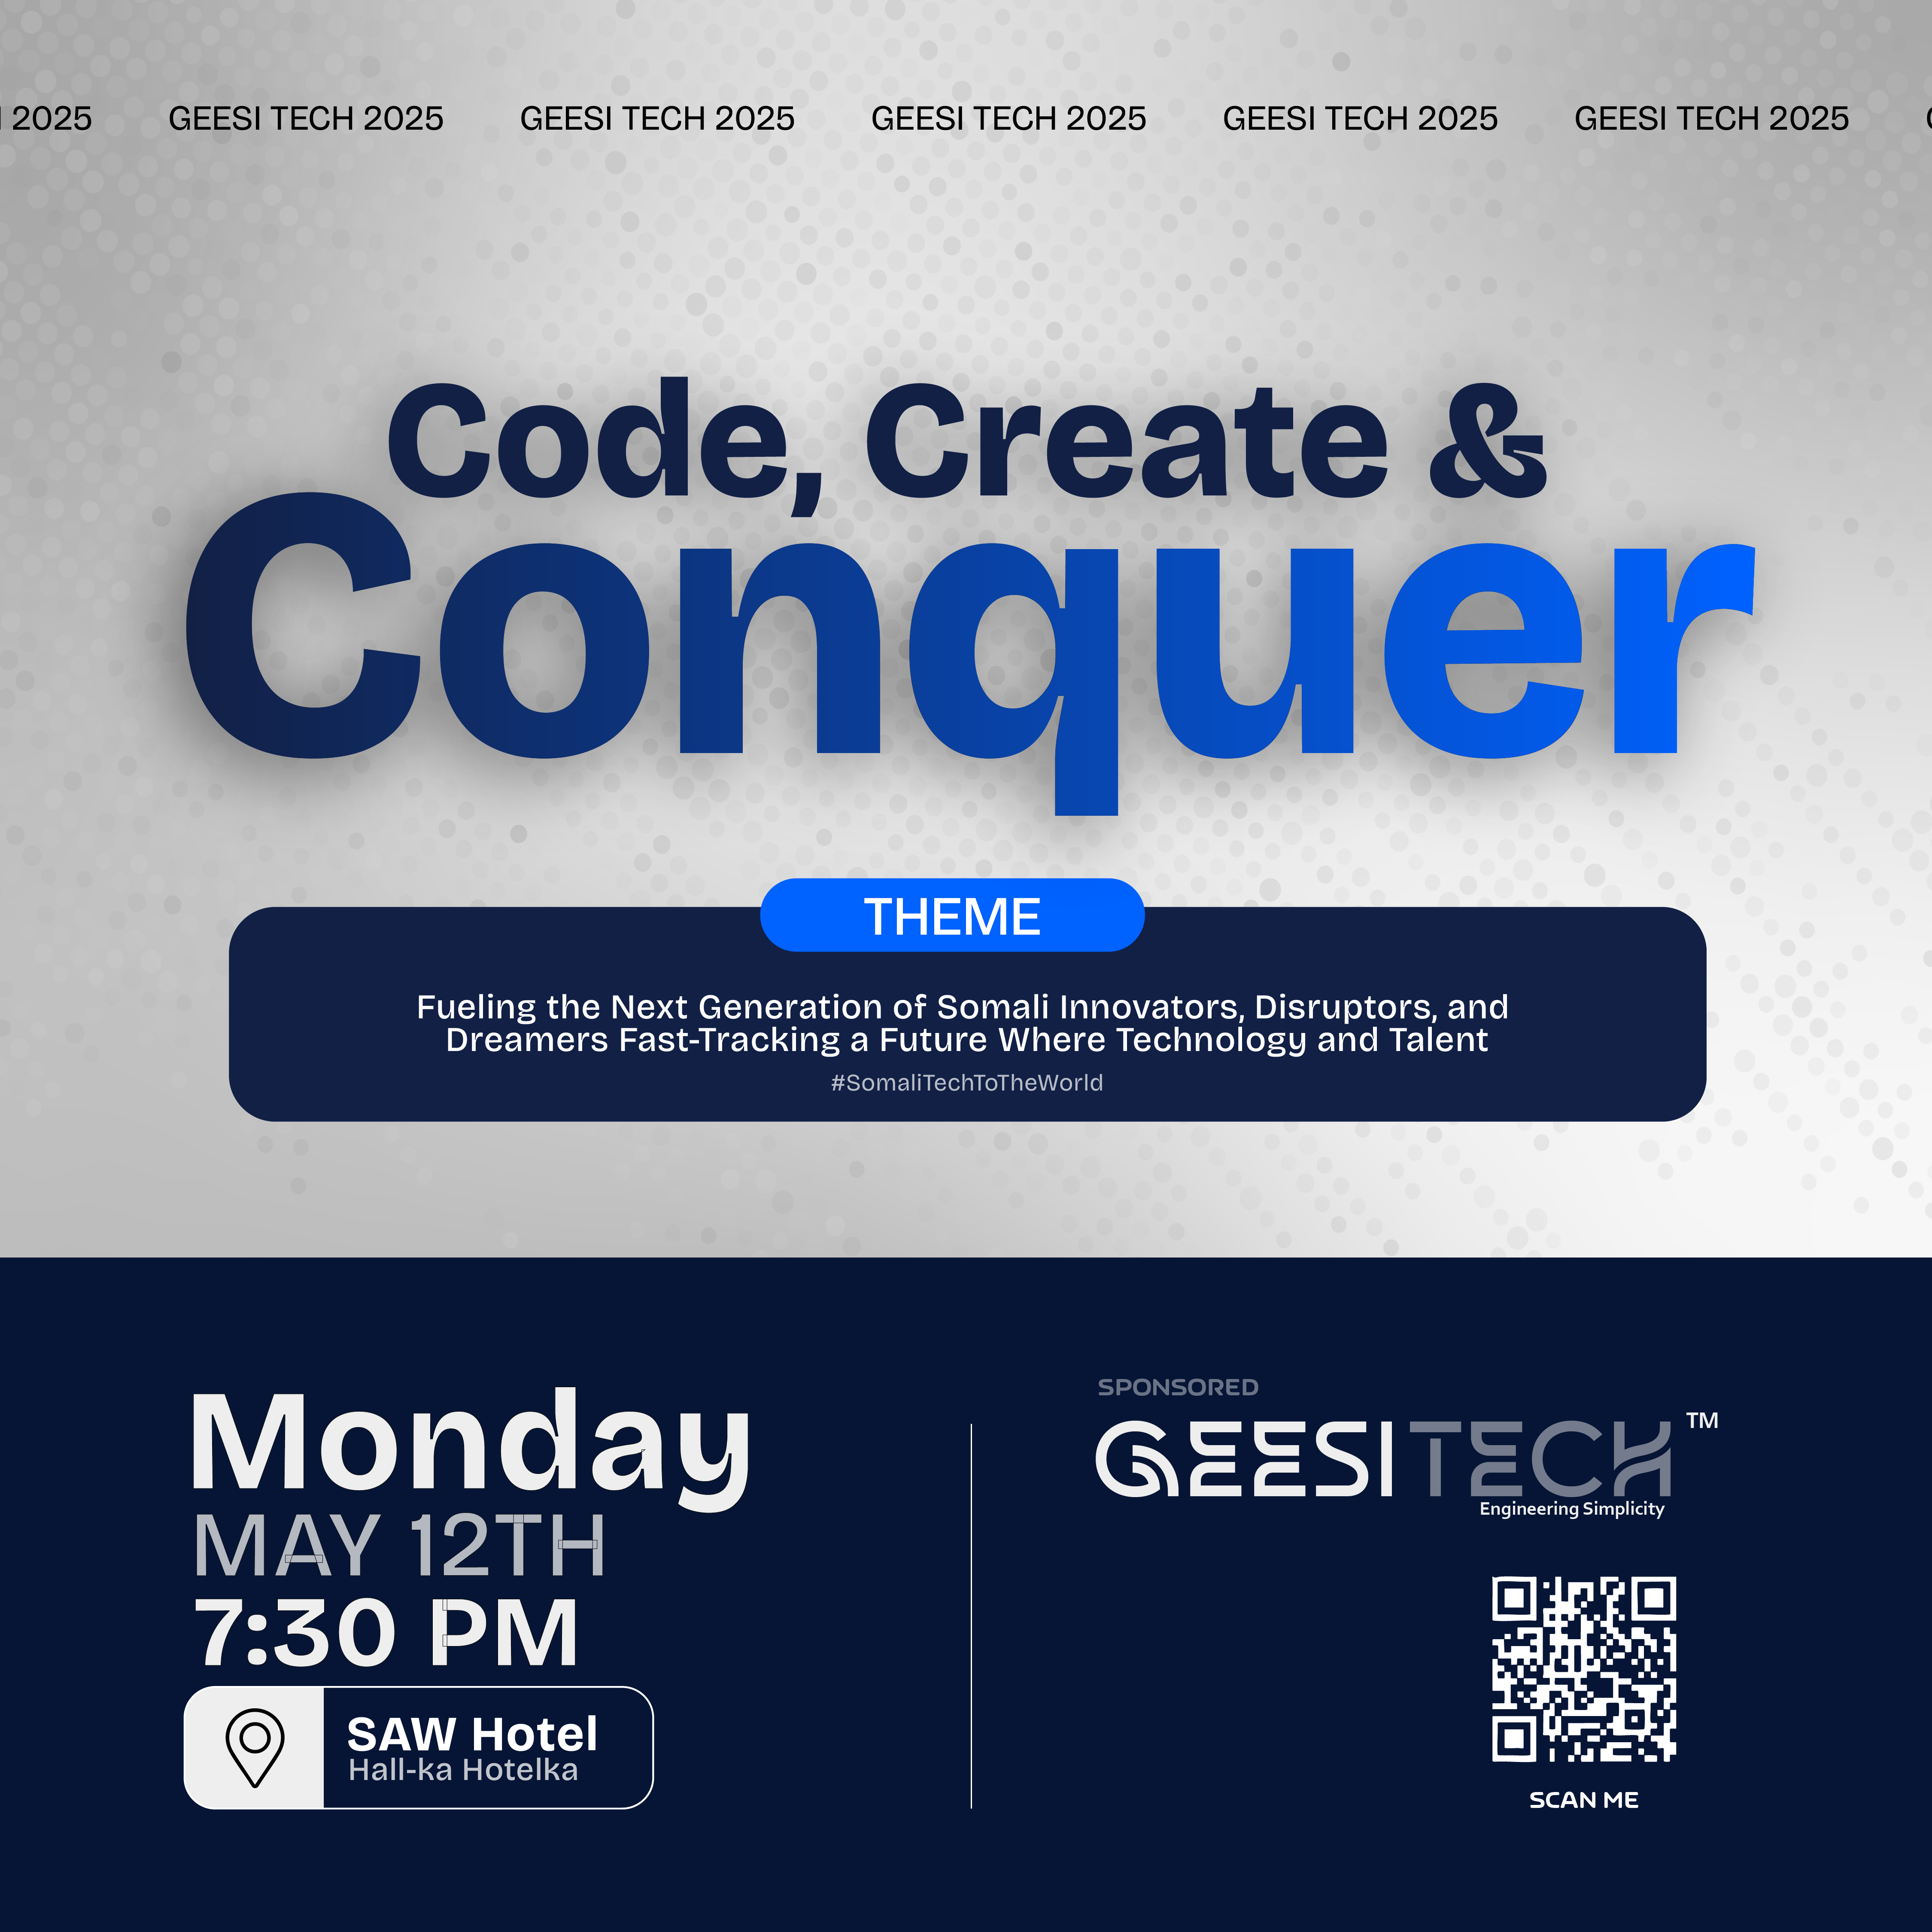 2025 GEESI TECH 2025 GEESI TECH 2025 GEESI TECH 2025 GEESI TECH 2025 GEESI TECH 2025
Code, Create &
Conquer
THEME
Fueling the Next Generation of Somali Innovators, Disruptors, and
Dreamers Fast-Tracking a Future Where Technology and Talent
#SomaliTechToTheWorld
Monday
MAY 12TH
7:30 PM
SAW Hotel
Hall-ka Hotelka
SPONSORED
GEESITECH TM
Engineering Simplicity
SCAN ME